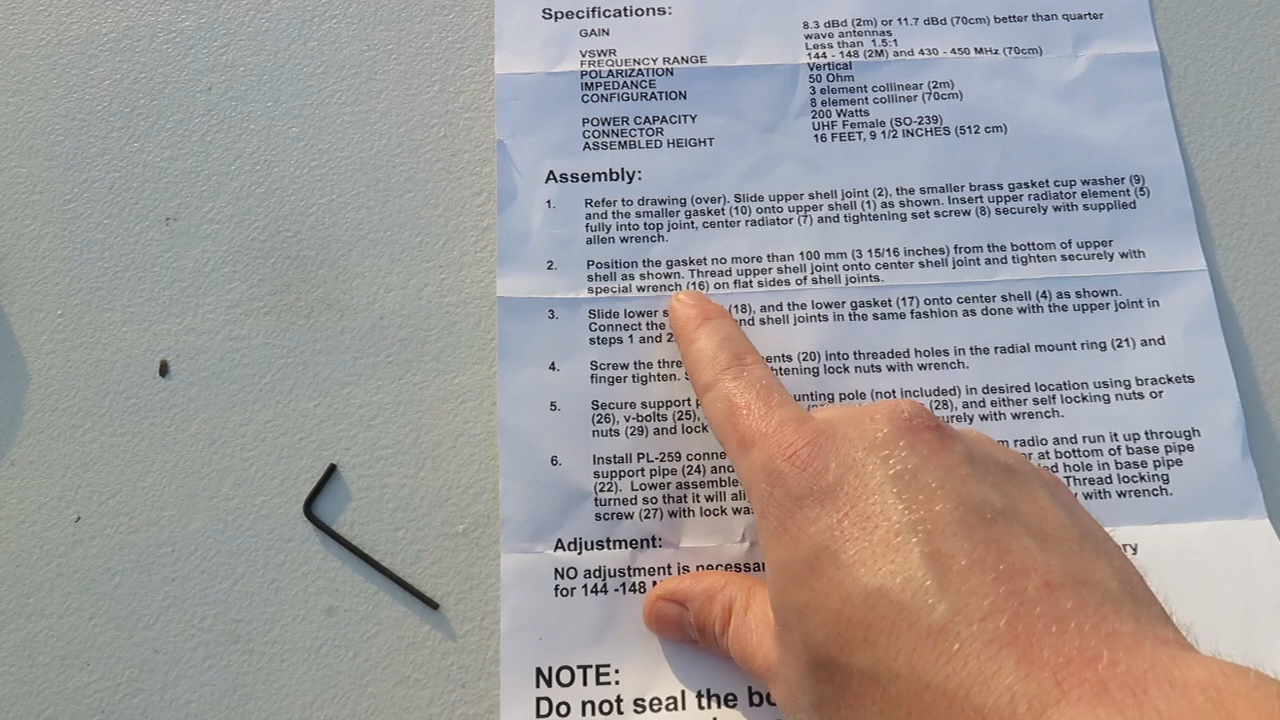 Specifications:
GAIN 8.3 dBd (2m) or 11.7 dBd (70cm) better than quarter
wave antennas
VSWR Less than 1.5:1
FREQUENCY RANGE 144 - 148 (2M) and 430 - 450 MHz (70cm)
POLARIZATION Vertical
IMPEDANCE 50 Ohm
CONFIGURATION 3 element collinear (2m)
8 element colliner (70cm)
POWER CAPACITY 200 Watts
CONNECTOR UHF Female (SO-239)
ASSEMBLED HEIGHT 16 FEET, 9 1/2 INCHES (512 cm)
Assembly:
1. Refer to drawing (over). Slide upper shell joint (2), the smaller brass gasket cup washer (9)
and the smaller gasket (10) onto upper shell (1) as shown. Insert upper radiator element (5)
fully into top joint, center radiator (7) and tightening set screw (8) securely with supplied
allen wrench.
2. Position the gasket no more than 100 mm (3 15/16 inches) from the bottom of upper
shell as shown. Thread upper shell joint onto center shell joint and tighten securely with
special wrench (16) on flat sides of shell joints.
3. Slide lower (18), and the lower gasket (17) onto center shell (4) as shown.
Connect the and shell joints in the same fashion as done with the upper joint in
steps 1 and
4. Screw the into threaded holes in the radial mount ring (21) and
finger tighten. lock nuts with wrench.
5. Secure support (not included) in desired location using brackets
(26), v-bolts (25), (28), and either self locking nuts or
nuts (29) and lock with wrench.
6. Install PL-259 radio and run it up through
support pipe (24) and at bottom of base pipe
(22). Lower hole in base pipe
turned so that it will Thread locking
screw (27) with lock with wrench.
Adjustment:
NO adjustment is
for 144 -148
NOTE:
Do not seal the